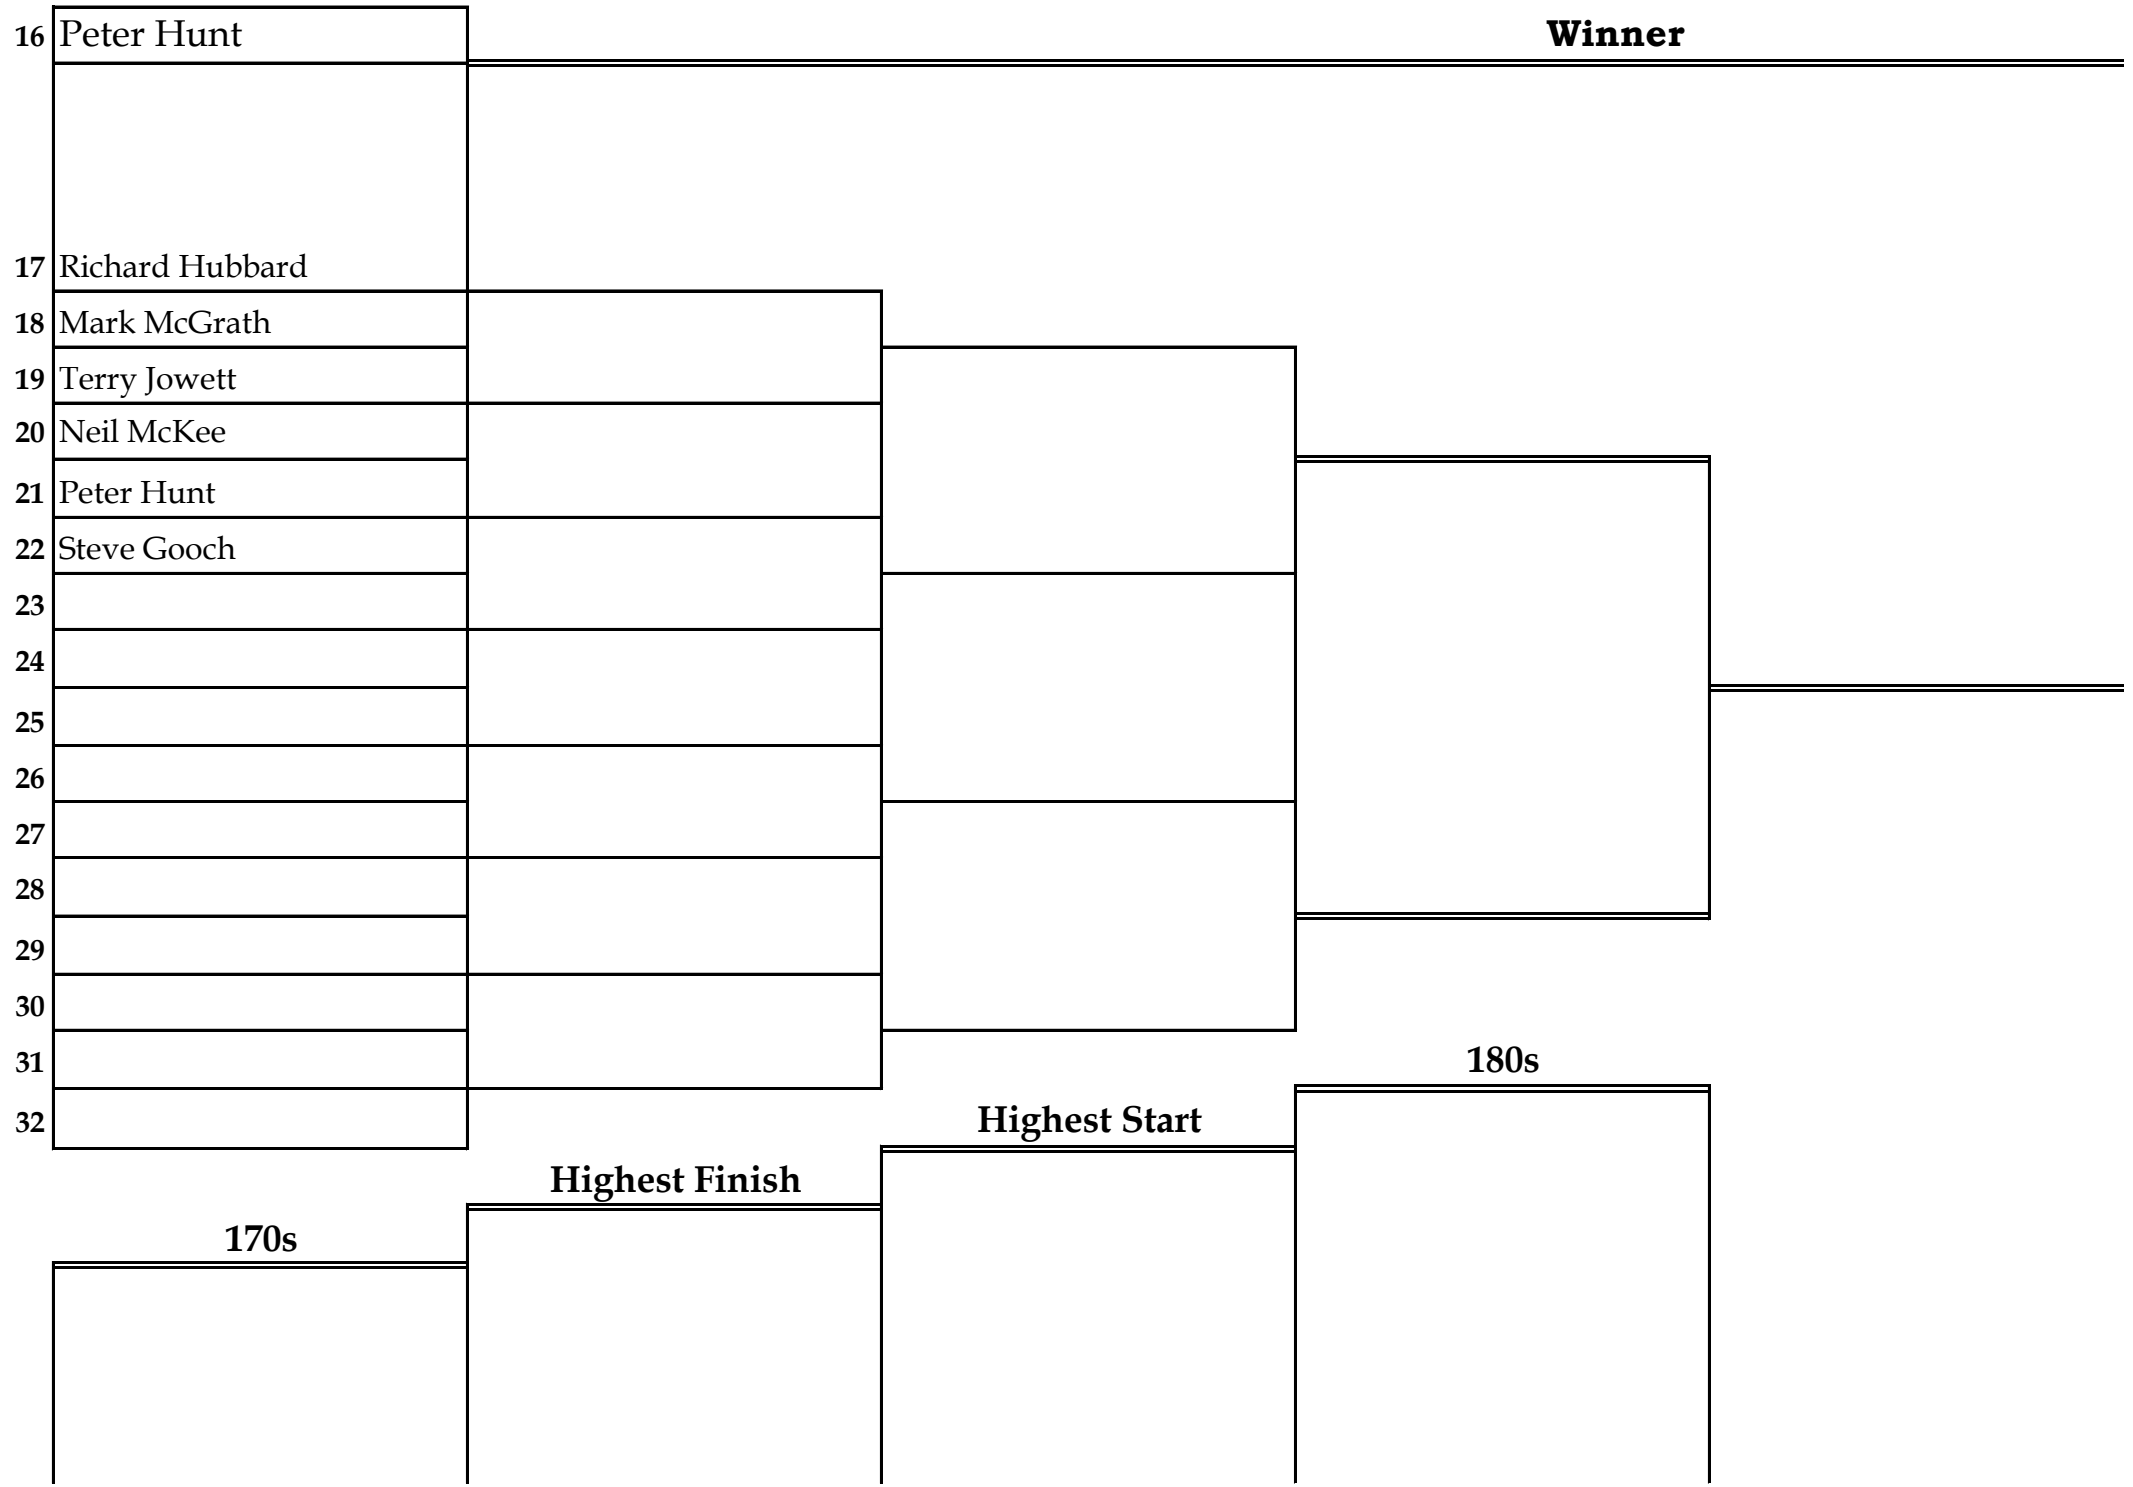 16 Peter Hunt Winner
17 Richard Hubbard
18 Mark McGrath
19 Terry Jowett
20 Neil McKee
21 Peter Hunt
22 Steve Gooch
23
24
25
26
27
28
29
30
31
180s
32
Highest Start
Highest Finish
170s